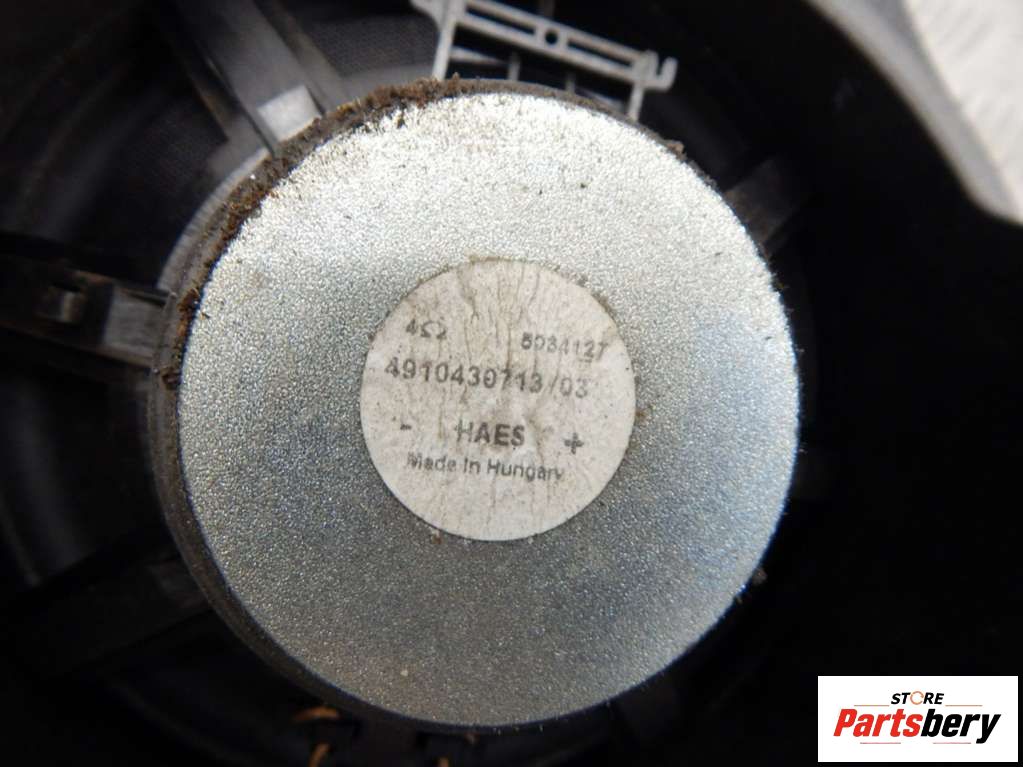 4Ω 5034127
4910430713/03
- HAES +
Made In Hungary
STORE
Partsbery